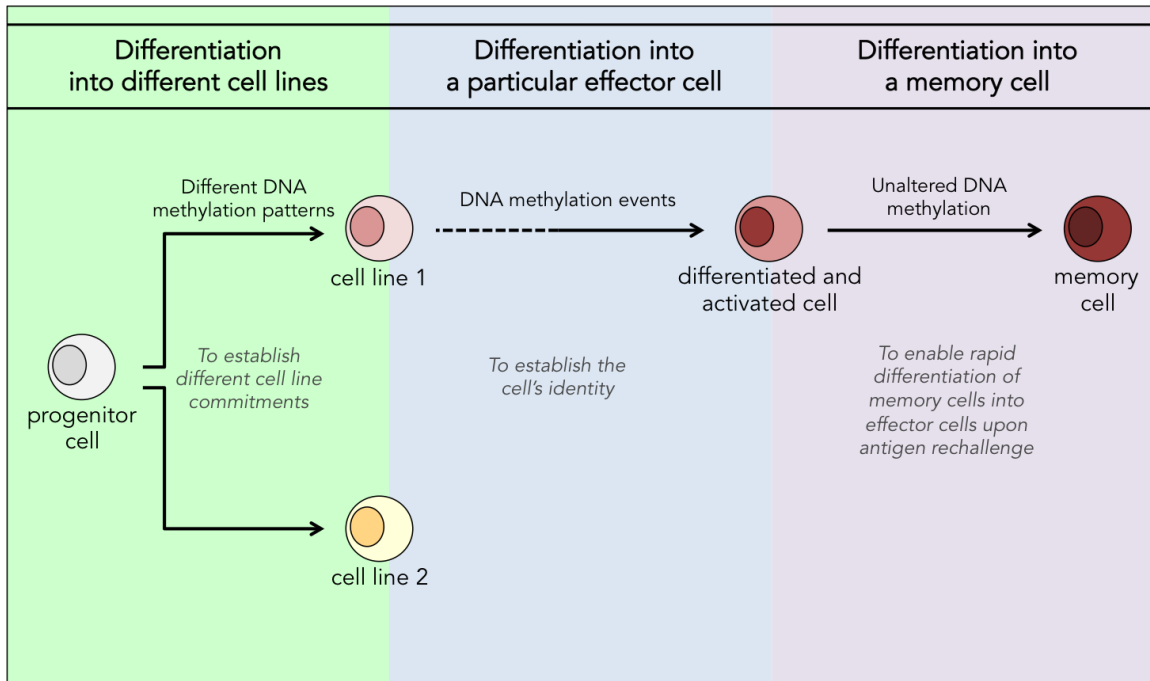 Differentiation
into different cell lines
Differentiation into
a particular effector cell
Differentiation into
a memory cell
Different DNA
methylation patterns
cell line 1
DNA methylation events
differentiated and
activated cell
Unaltered DNA
methylation
memory
cell
progenitor
cell
To establish
different cell line
commitments
To establish the
cell's identity
To enable rapid
differentiation of
memory cells into
effector cells upon
antigen rechallenge
cell line 2